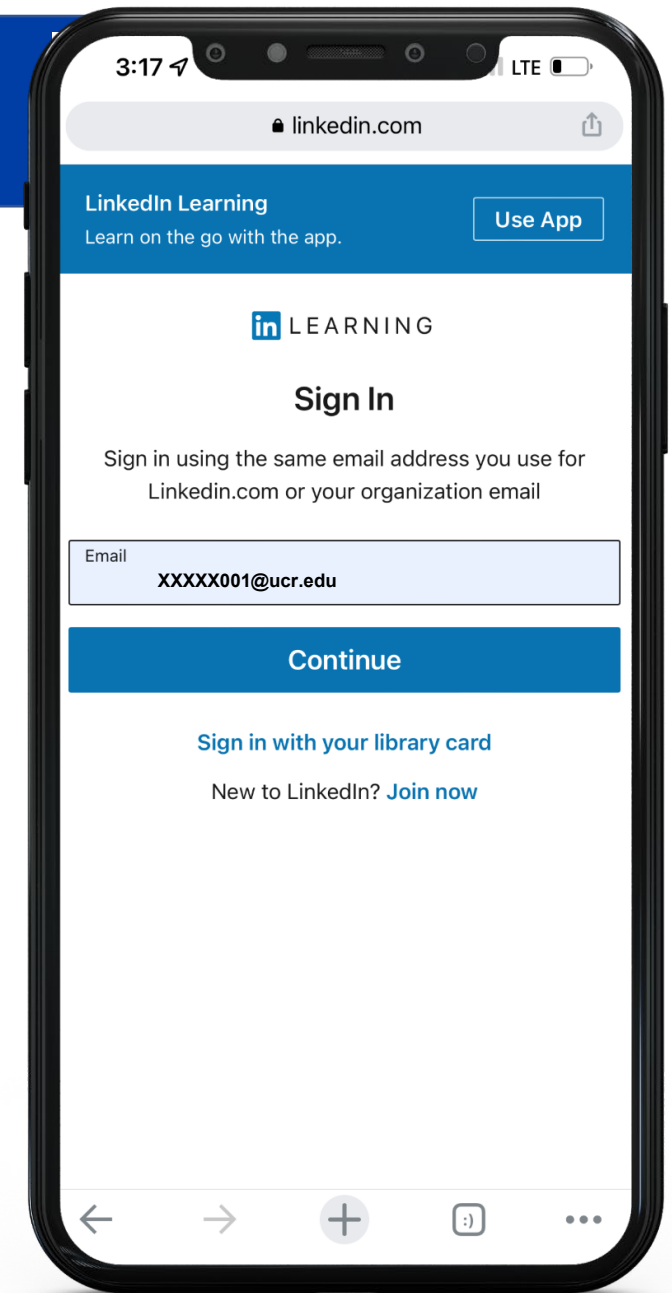 3:17 LTE
linkedin.com
LinkedIn Learning
Learn on the go with the app.
Use App
in LEARNING
Sign In
Sign in using the same email address you use for
Linkedin.com or your organization email
Email
XXXXX001@ucr.edu
Continue
Sign in with your library card
New to LinkedIn? Join now
:)